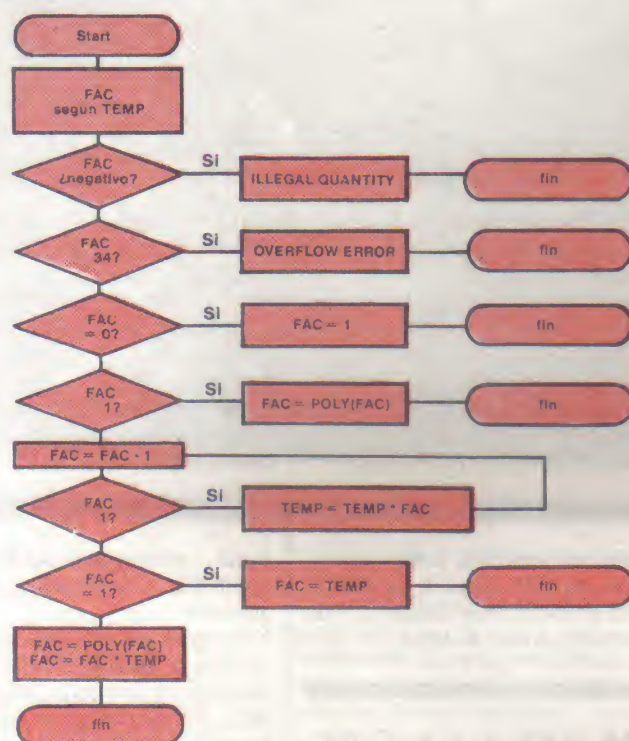 Start
FAC
segun TEMP
FAC
¿negativo?
Si
ILLEGAL QUANTITY
fin
FAC
34?
Si
OVERFLOW ERROR
fin
FAC
= 0?
Si
FAC = 1
fin
FAC
1?
Si
FAC = POLY(FAC)
fin
FAC = FAC - 1
FAC
1?
Si
TEMP = TEMP * FAC
FAC
= 1?
Si
FAC = TEMP
fin
FAC = POLY(FAC)
FAC = FAC * TEMP
fin